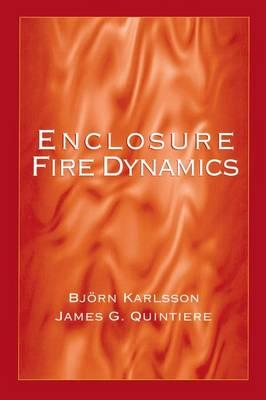 ENCLOSURE
FIRE DYNAMICS
BJÖRN KARLSSON
JAMES G. QUINTIERE